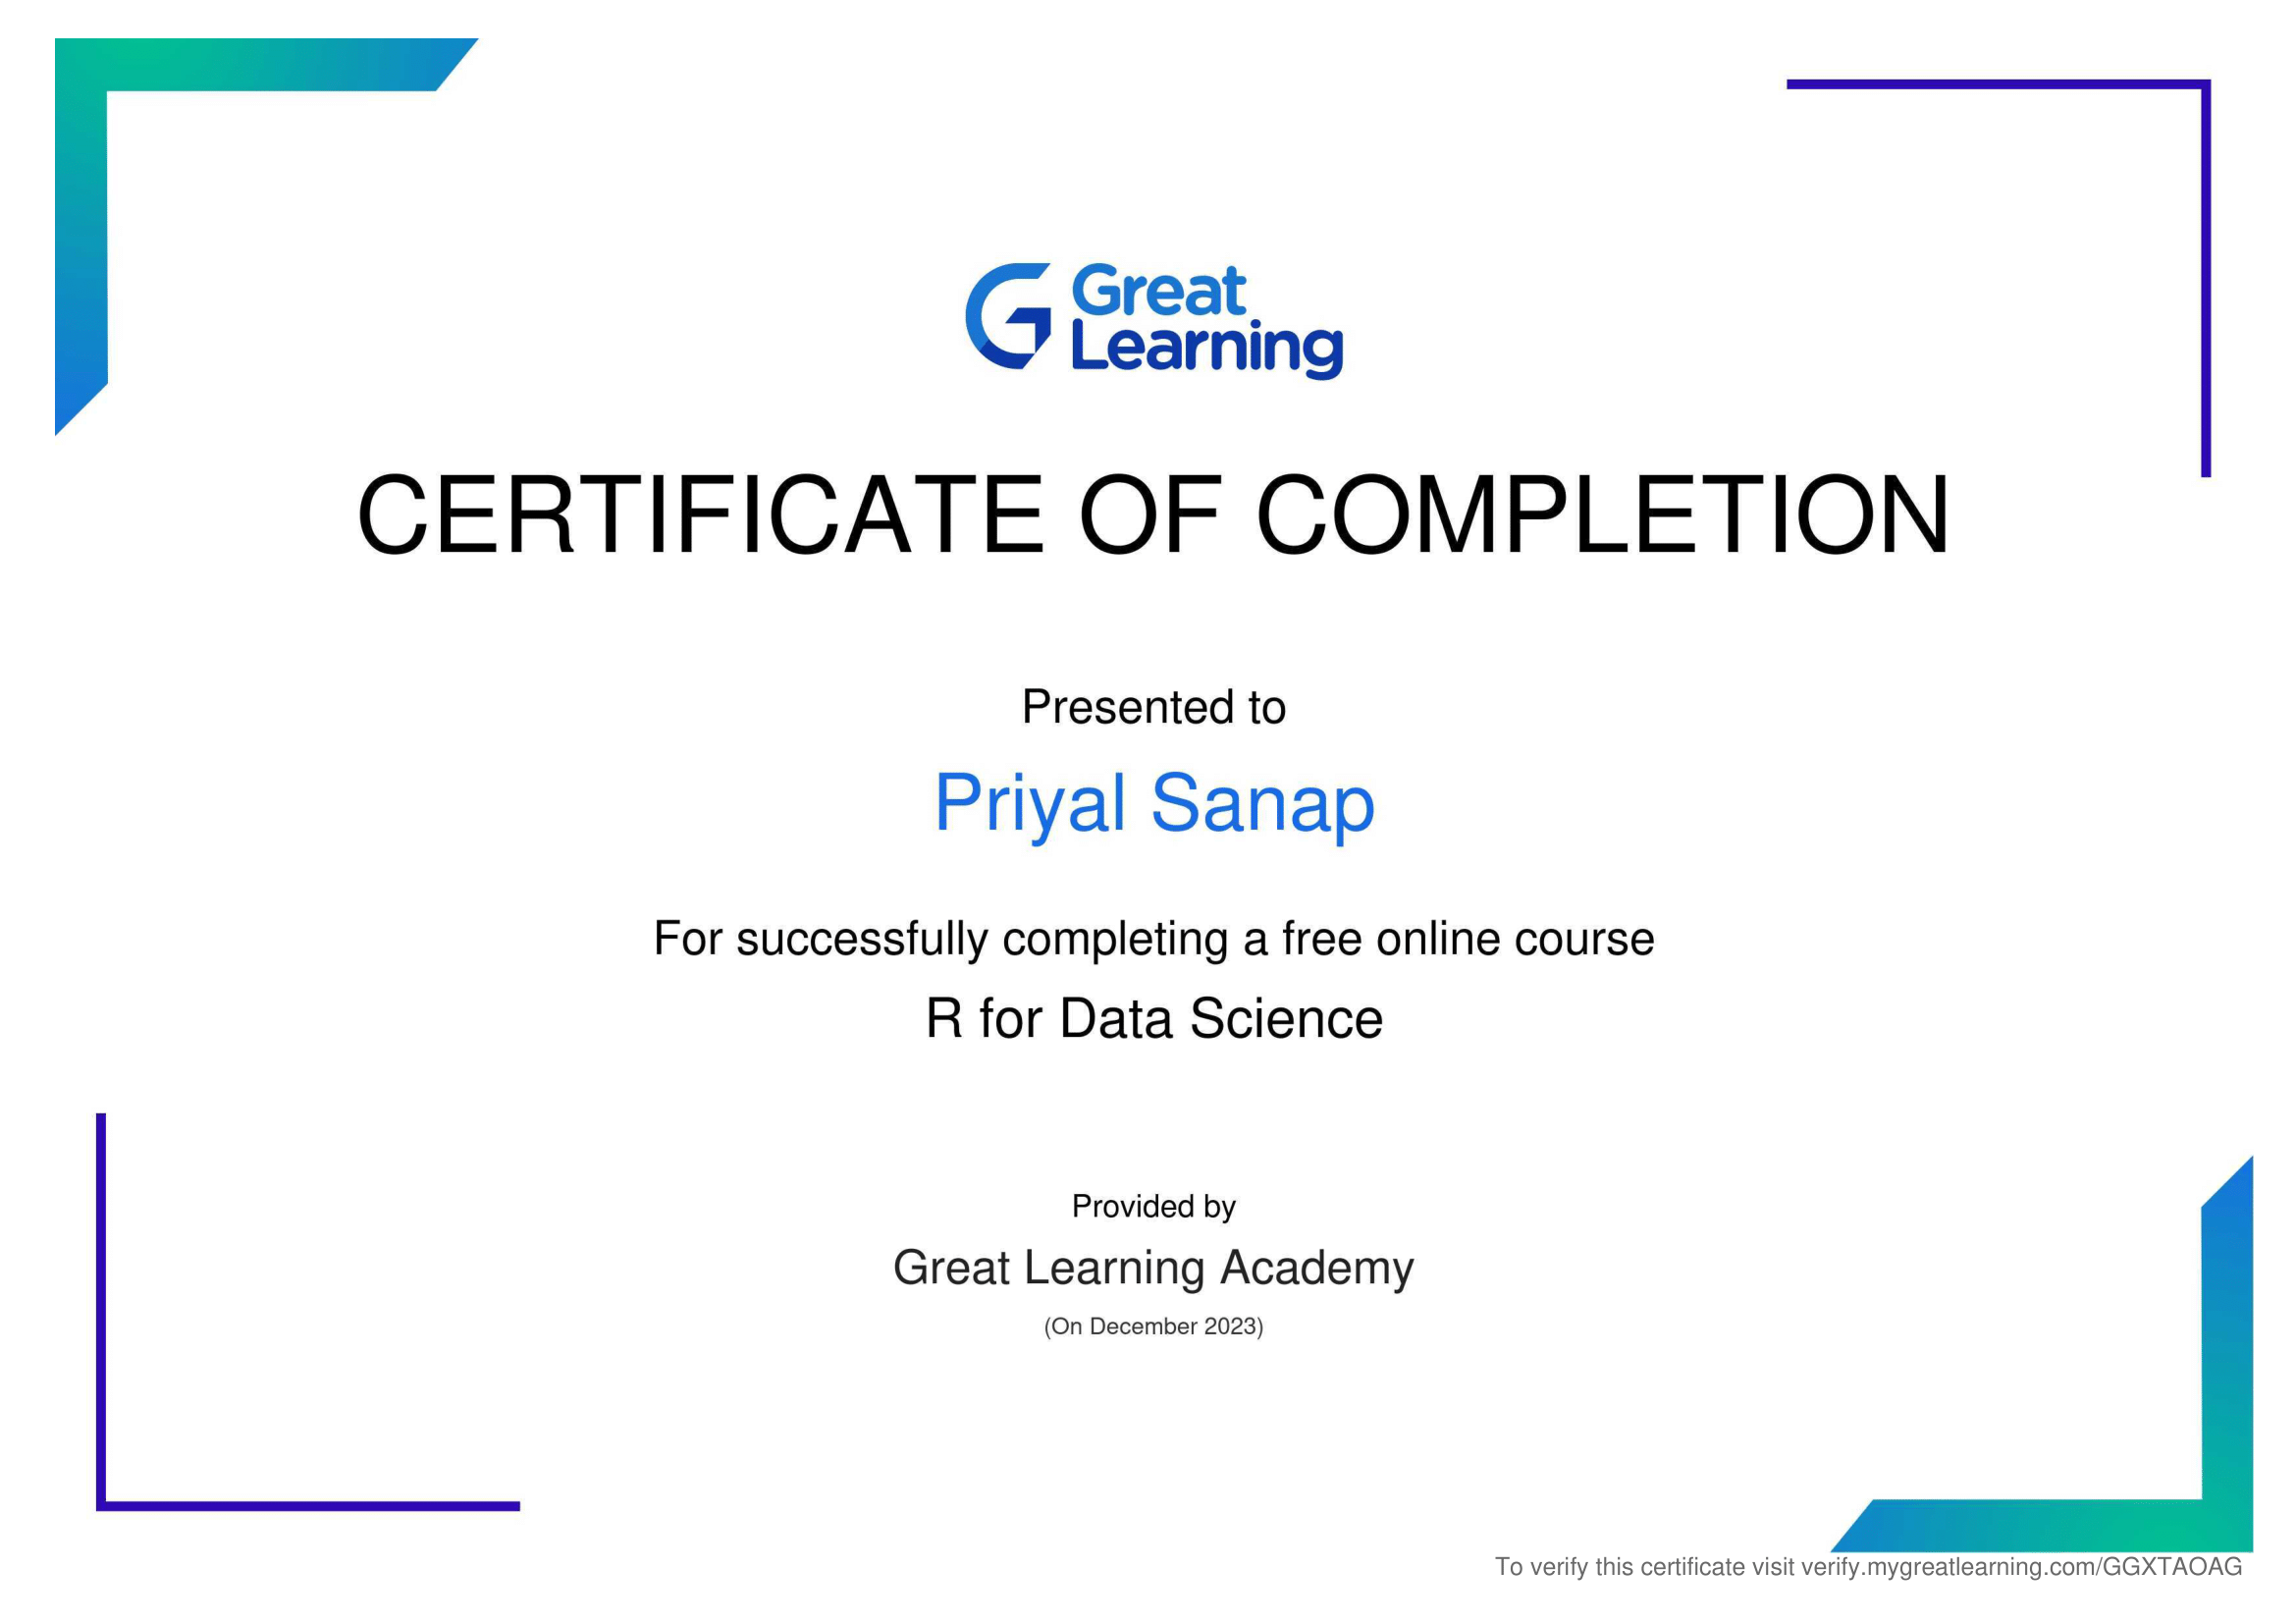 Great
Learning
CERTIFICATE OF COMPLETION
Presented to
Priyal Sanap
For successfully completing a free online course
R for Data Science
Provided by
Great Learning Academy
(On December 2023)
To verify this certificate visit verify.mygreatlearning.com/GGXTAOAG